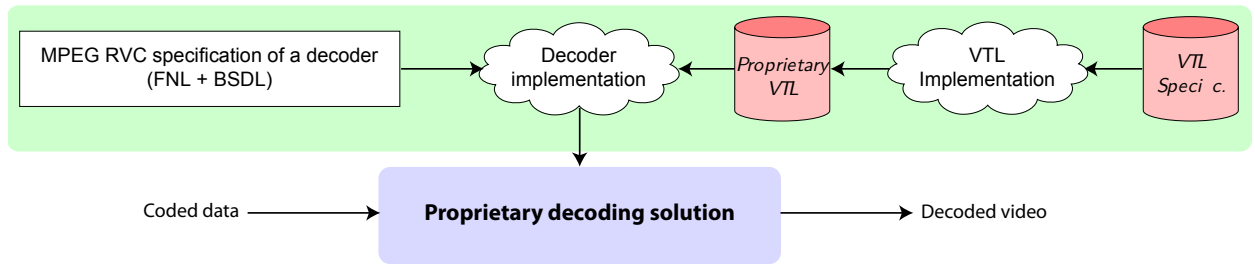 MPEG RVC specification of a decoder
(FNL + BSDL)
Decoder
implementation
Proprietary
VTL
VTL
Implementation
VTL
Speci c.
Coded data
Proprietary decoding solution
Decoded video